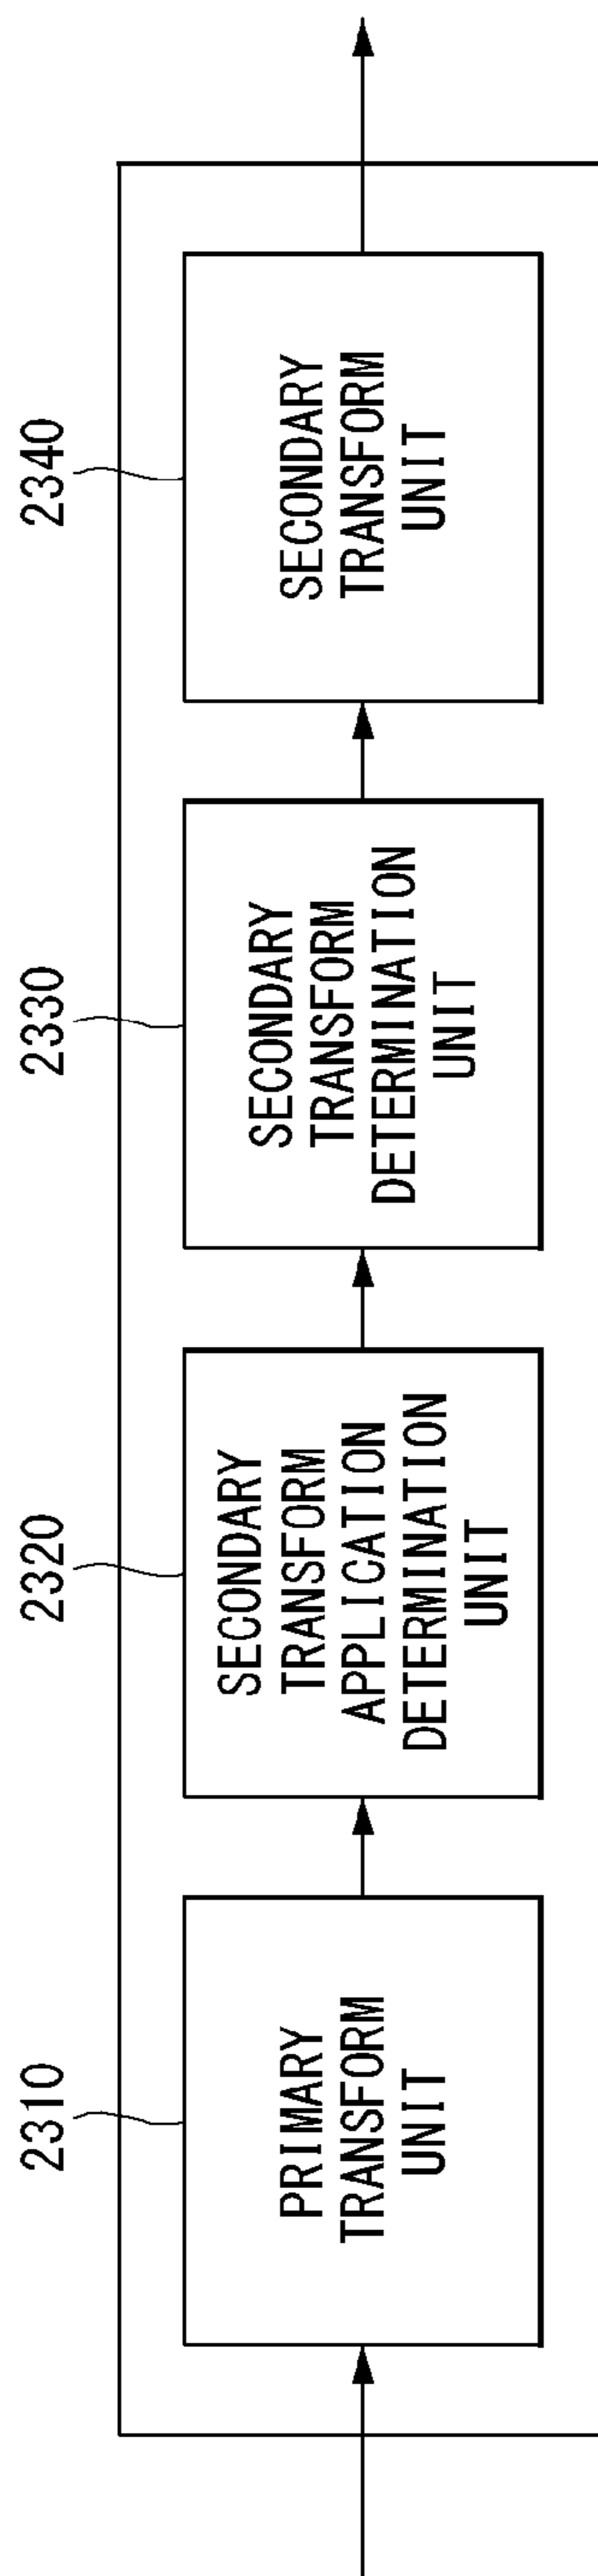 2310
PRIMARY
TRANSFORM
UNIT
2320
SECONDARY
TRANSFORM
APPLICATION
DETERMINATION
UNIT
2330
SECONDARY
TRANSFORM
DETERMINATION
UNIT
2340
SECONDARY
TRANSFORM
UNIT